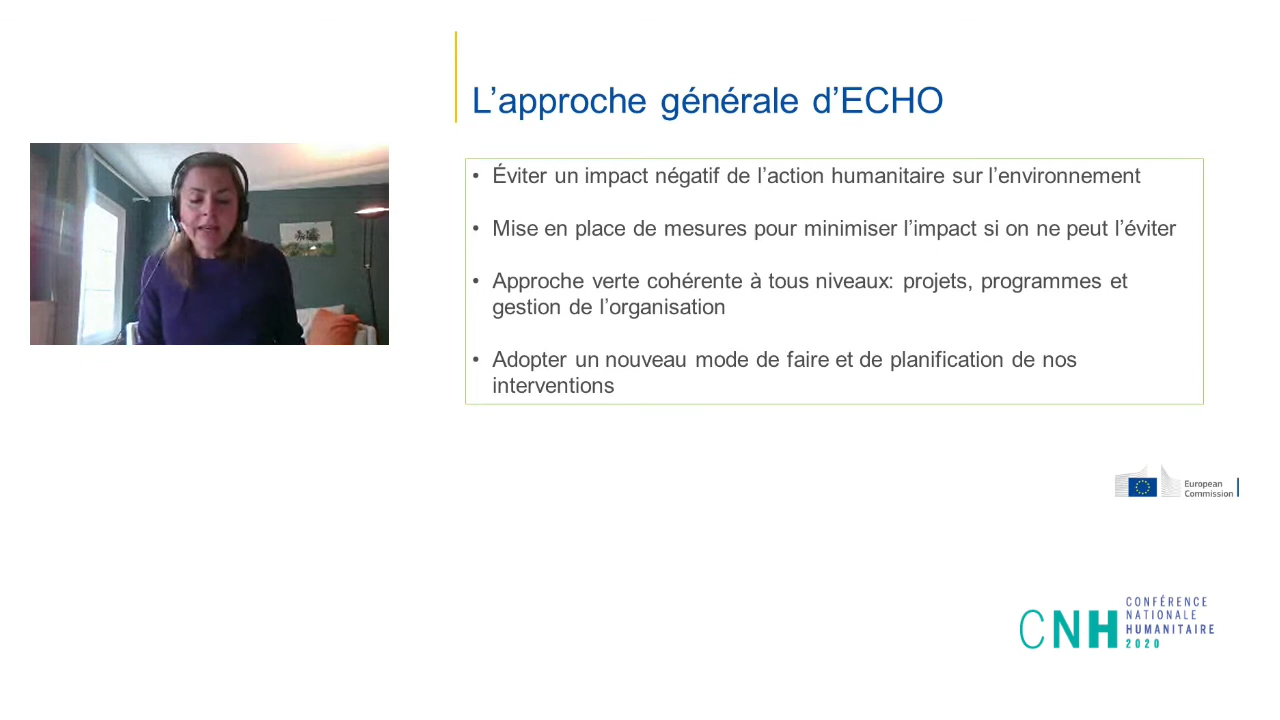 L’approche générale d’ECHO
• Éviter un impact négatif de l’action humanitaire sur l’environnement
• Mise en place de mesures pour minimiser l’impact si on ne peut l’éviter
• Approche verte cohérente à tous niveaux: projets, programmes et
gestion de l’organisation
• Adopter un nouveau mode de faire et de planification de nos
interventions
European
Commission
CNH
CONFÉRENCE
NATIONALE
HUMANITAIRE
2020